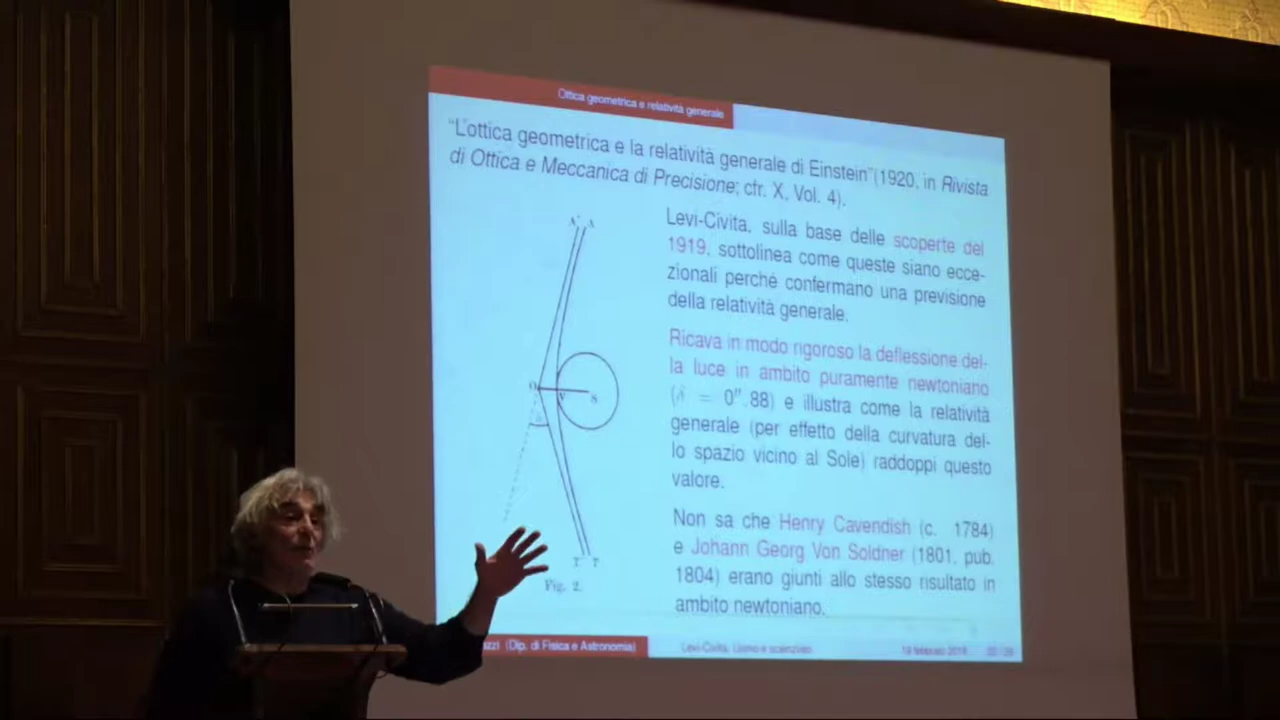 Ottica geometrica e relatività generale
"L'ottica geometrica e la relatività generale di Einstein"(1920, in Rivista
di Ottica e Meccanica di Precisione; cfr. X, Vol. 4).
A' A
Levi-Civita, sulla base delle scoperte del
1919, sottolinea come queste siano ecce-
zionali perché confermano una previsione
della relatività generale.
Ricava in modo rigoroso la deflessione del-
la luce in ambito puramente newtoniano
(δ = 0″.88) e illustra come la relatività
generale (per effetto della curvatura del-
lo spazio vicino al Sole) raddoppi questo
valore.
O V S
Non sa che Henry Cavendish (c. 1784)
e Johann Georg Von Soldner (1801, pub.
1804) erano giunti allo stesso risultato in
ambito newtoniano.
T' T
Fig. 2.
(Dip. di Fisica e Astronomia)
Levi-Civita, Uomo e scienziato